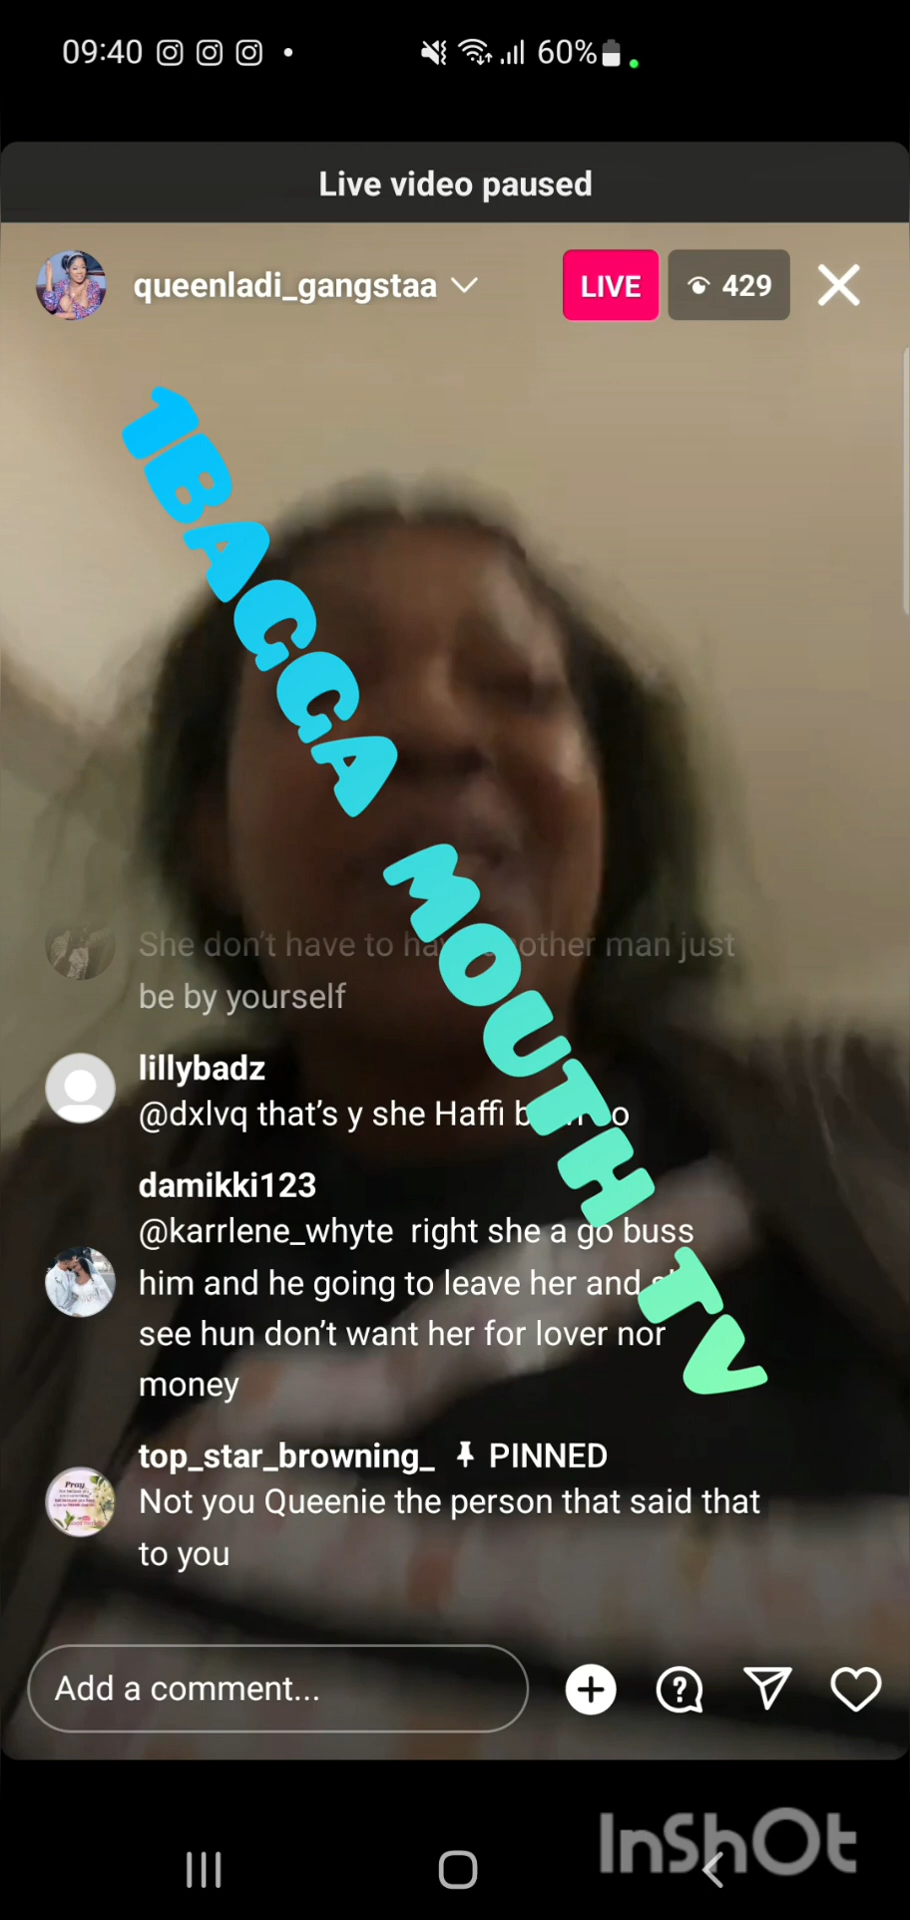 09:40
60%
Live video paused
queenladi_gangstaa
LIVE
429
1BAGGA MOUTH TV
She don't have to other man just
be by yourself
lillybadz
@dxlvq that's y she Haffi
damikki123
@karrlene_whyte right she a go buss
him and he going to leave her and
see hun don't want her for lover nor
money
top_star_browning_ PINNED
Not you Queenie the person that said that
to you
Pray
Add a comment...
InShOt